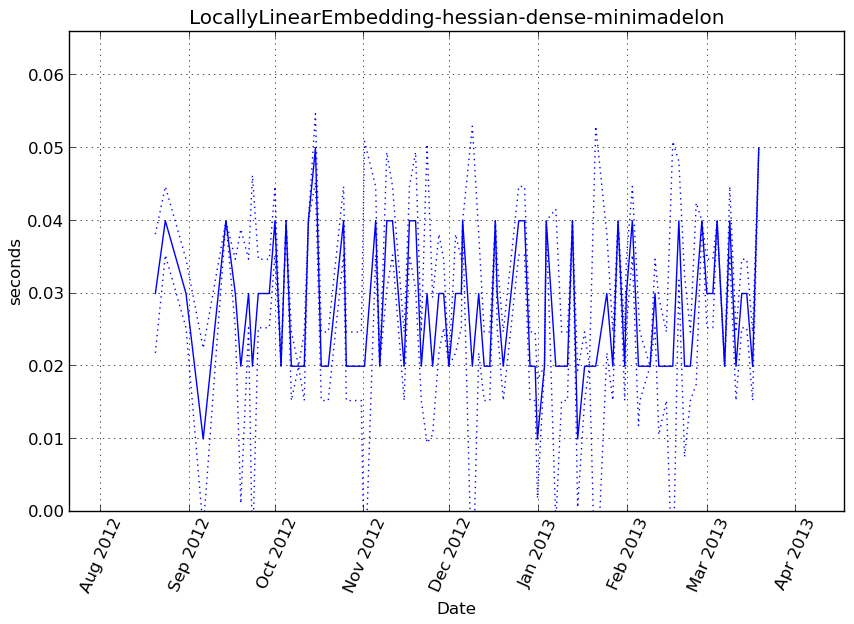 LocallyLinearEmbedding-hessian-dense-minimadelon
0.06
0.05
0.04
0.03
0.02
0.01
0.00
seconds
Aug 2012
Sep 2012
Oct 2012
Nov 2012
Dec 2012
Jan 2013
Feb 2013
Mar 2013
Apr 2013
Date